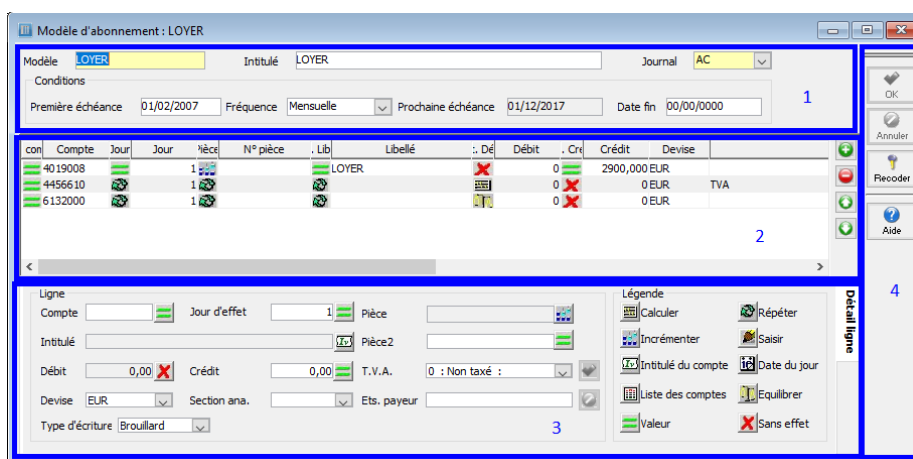 Modèle d'abonnement : LOYER
Modèle LOYER Intitulé LOYER Journal AC
Conditions
Première échéance 01/02/2007 Fréquence Mensuelle Prochaine échéance 01/12/2017 Date fin 00/00/0000
1
OK
Annuler
Recoder
Aide
4
con Compte Jour Jour Pièce N° pièce . Lib Libellé :. Dé Débit . Cré Crédit Devise
4019008 1 LOYER 0 2900,000 EUR
4456610 1 0 0 EUR TVA
6132000 1 0 0 EUR
2
Ligne
Compte Jour d'effet 1 Pièce
Intitulé Pièce2
Débit 0,00 Crédit 0,00 T.V.A. 0 : Non taxé :
Devise EUR Section ana. Ets. payeur
Type d'écriture Brouillard
3
Légende
Calculer Répéter
Incrémenter Saisir
Intitulé du compte Date du jour
Liste des comptes Equilibrer
Valeur Sans effet
Détail ligne